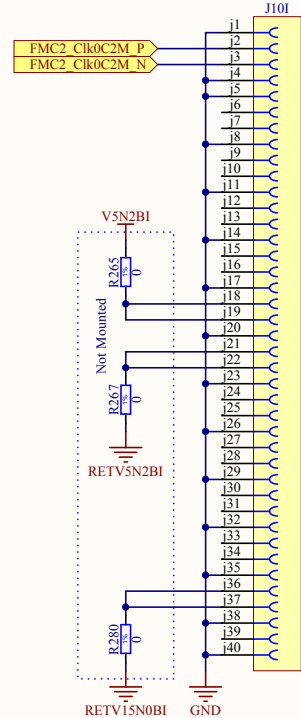 J10I
j1
FMC2_Clk0C2M_P
j2
FMC2_Clk0C2M_N
j3
j4
j5
j6
j7
j8
j9
j10
j11
j12
V5N2BI
j13
j14
j15
R265
1%
0
j16
j17
j18
j19
Not Mounted
j20
j21
j22
R267
1%
0
j23
j24
j25
j26
j27
RETV5N2BI
j28
j29
j30
j31
j32
j33
j34
j35
j36
j37
R280
1%
0
j38
j39
j40
RETV15N0BI
GND